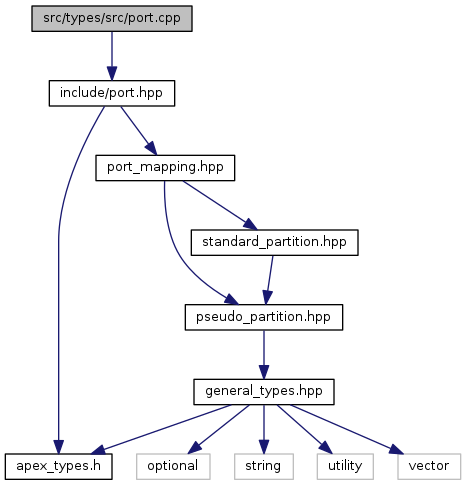 src/types/src/port.cpp
include/port.hpp
port_mapping.hpp
standard_partition.hpp
pseudo_partition.hpp
general_types.hpp
apex_types.h
optional
string
utility
vector